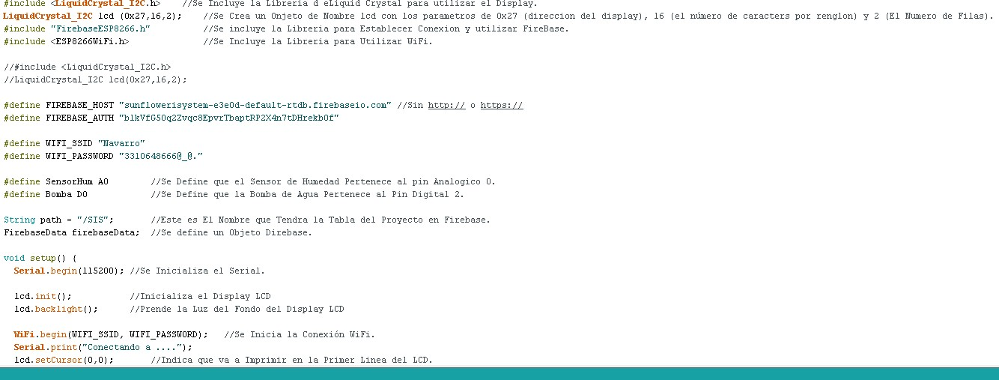 #include <LiquidCrystal_I2C.h>    //Se Incluye la Libreria d eLiquid Crystal para utilizar el Display.
LiquidCrystal_I2C lcd (0x27,16,2);    //Se Crea un Onjeto de Nombre lcd con los parametros de 0x27 (direccion del display), 16 (el número de caracters por renglon) y 2 (El Numero de Filas).
#include "FirebaseESP8266.h"          //Se incluye la Libreria para Establecer Conexion y utilizar FireBase.
#include <ESP8266WiFi.h>              //Se Incluye la Libreria para Utilizar WiFi.
//#include <LiquidCrystal_I2C.h>
//LiquidCrystal_I2C lcd(0x27,16,2);
#define FIREBASE_HOST "sunflowerisystem-e3e0d-default-rtdb.firebaseio.com" //Sin http:// o https://
#define FIREBASE_AUTH "blkVfG50q2Zvqc8EpvrTbaptRP2X4n7tDHrekb0f"
#define WIFI_SSID "Navarro"
#define WIFI_PASSWORD "3310648666@_@."
#define SensorHum A0        //Se Define que el Sensor de Humedad Pertenece al pin Analogico 0.
#define Bomba D0            //Se Define que la Bomba de Agua Pertenece al Pin Digital 2.
String path = "/SIS";       //Este es El Nombre que Tendra la Tabla del Proyecto en Firebase.
FirebaseData firebaseData;  //Se define un Objeto Direbase.
void setup() {
  Serial.begin(115200); //Se Inicializa el Serial.
  lcd.init();           //Inicializa el Display LCD
  lcd.backlight();      //Prende la Luz del Fondo del Display LCD
  WiFi.begin(WIFI_SSID, WIFI_PASSWORD);   //Se Inicia la Conexión WiFi.
  Serial.print("Conectando a ....");
  lcd.setCursor(0,0);       //Indica que va a Imprimir en la Primer Linea del LCD.